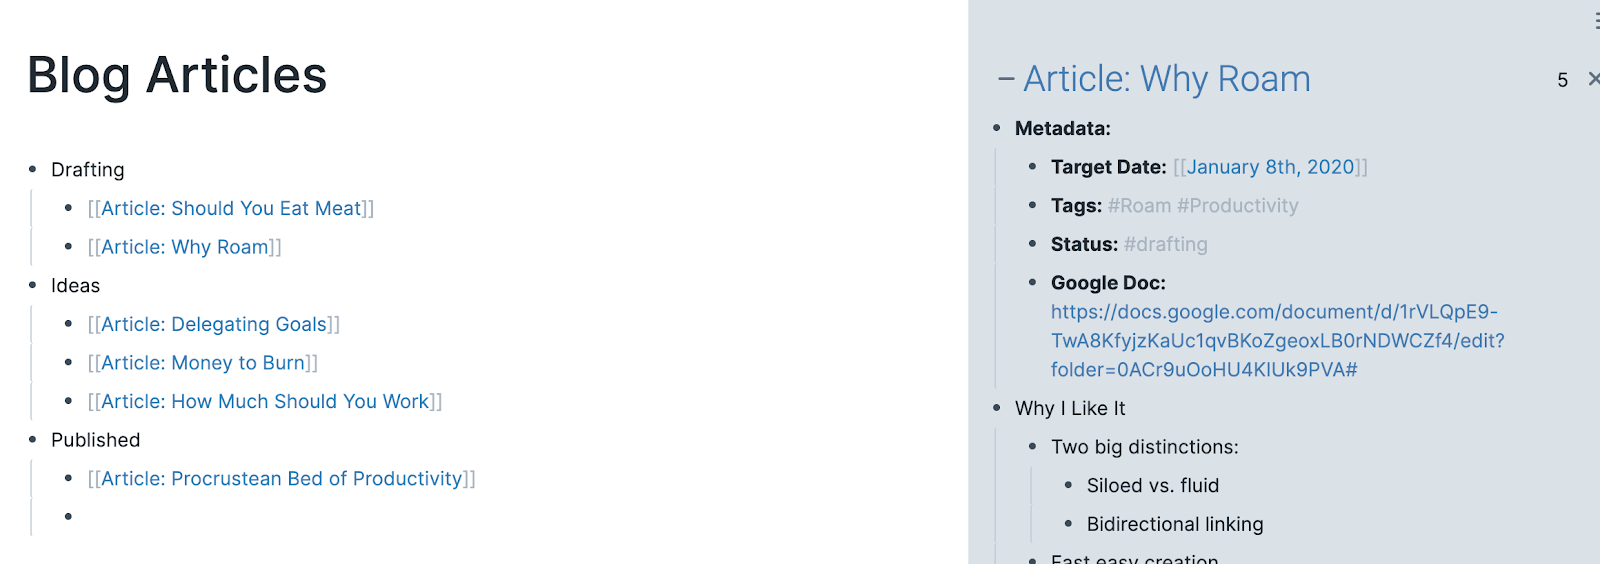 Blog Articles
Drafting
[[Article: Should You Eat Meat]]
[[Article: Why Roam]]
Ideas
[[Article: Delegating Goals]]
[[Article: Money to Burn]]
[[Article: How Much Should You Work]]
Published
[[Article: Procrustean Bed of Productivity]]
Article: Why Roam
5
Metadata:
Target Date: [[January 8th, 2020]]
Tags: #Roam #Productivity
Status: #drafting
Google Doc:
https://docs.google.com/document/d/1rVLQpE9-
TwA8KfyjzKaUc1qvBKoZgeoxLB0rNDWCZf4/edit?
folder=0ACr9uOoHU4KIUk9PVA#
Why I Like It
Two big distinctions:
Siloed vs. fluid
Bidirectional linking
Fast easy creation